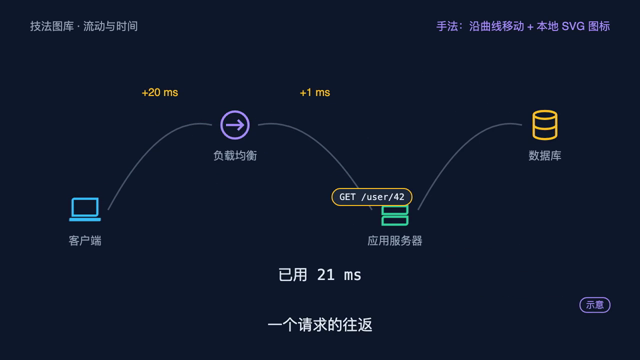 技法图库 · 流动与时间
手法：沿曲线移动 + 本地 SVG 图标
+20 ms
+1 ms
负载均衡
数据库
GET /user/42
客户端
应用服务器
已用 21 ms
示意
一个请求的往返